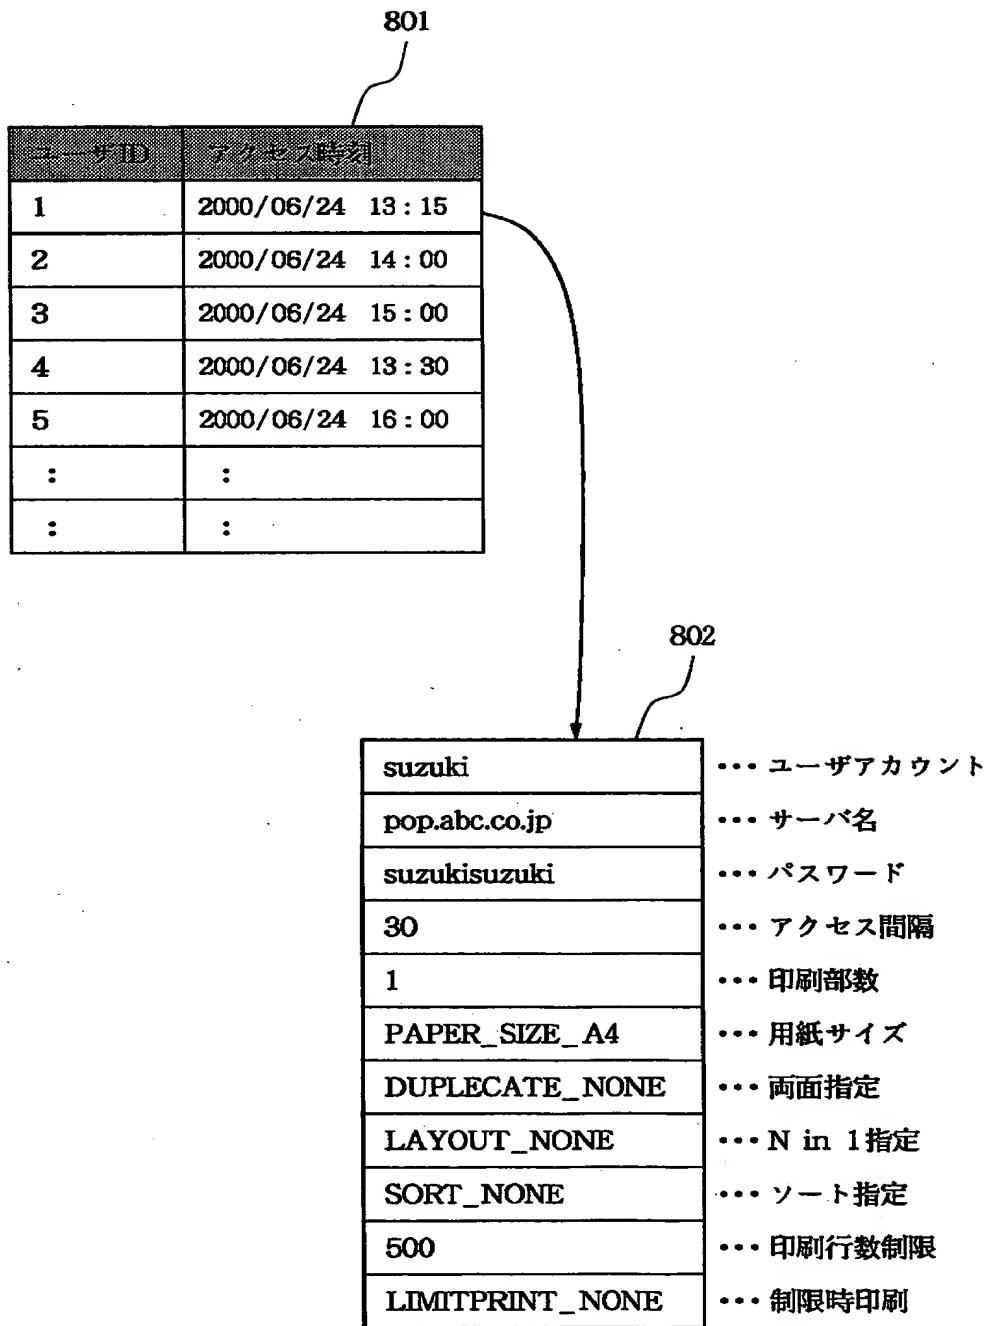 801
ユーザID アクセス時刻
1 2000/06/24 13:15
2 2000/06/24 14:00
3 2000/06/24 15:00
4 2000/06/24 13:30
5 2000/06/24 16:00
: :
: :
802
suzuki ・・・ ユーザアカウント
pop.abc.co.jp ・・・ サーバ名
suzukisuzuki ・・・ パスワード
30 ・・・ アクセス間隔
1 ・・・ 印刷部数
PAPER_SIZE_A4 ・・・ 用紙サイズ
DUPLECATE_NONE ・・・ 両面指定
LAYOUT_NONE ・・・ N in 1指定
SORT_NONE ・・・ ソート指定
500 ・・・ 印刷行数制限
LIMITPRINT_NONE ・・・ 制限時印刷